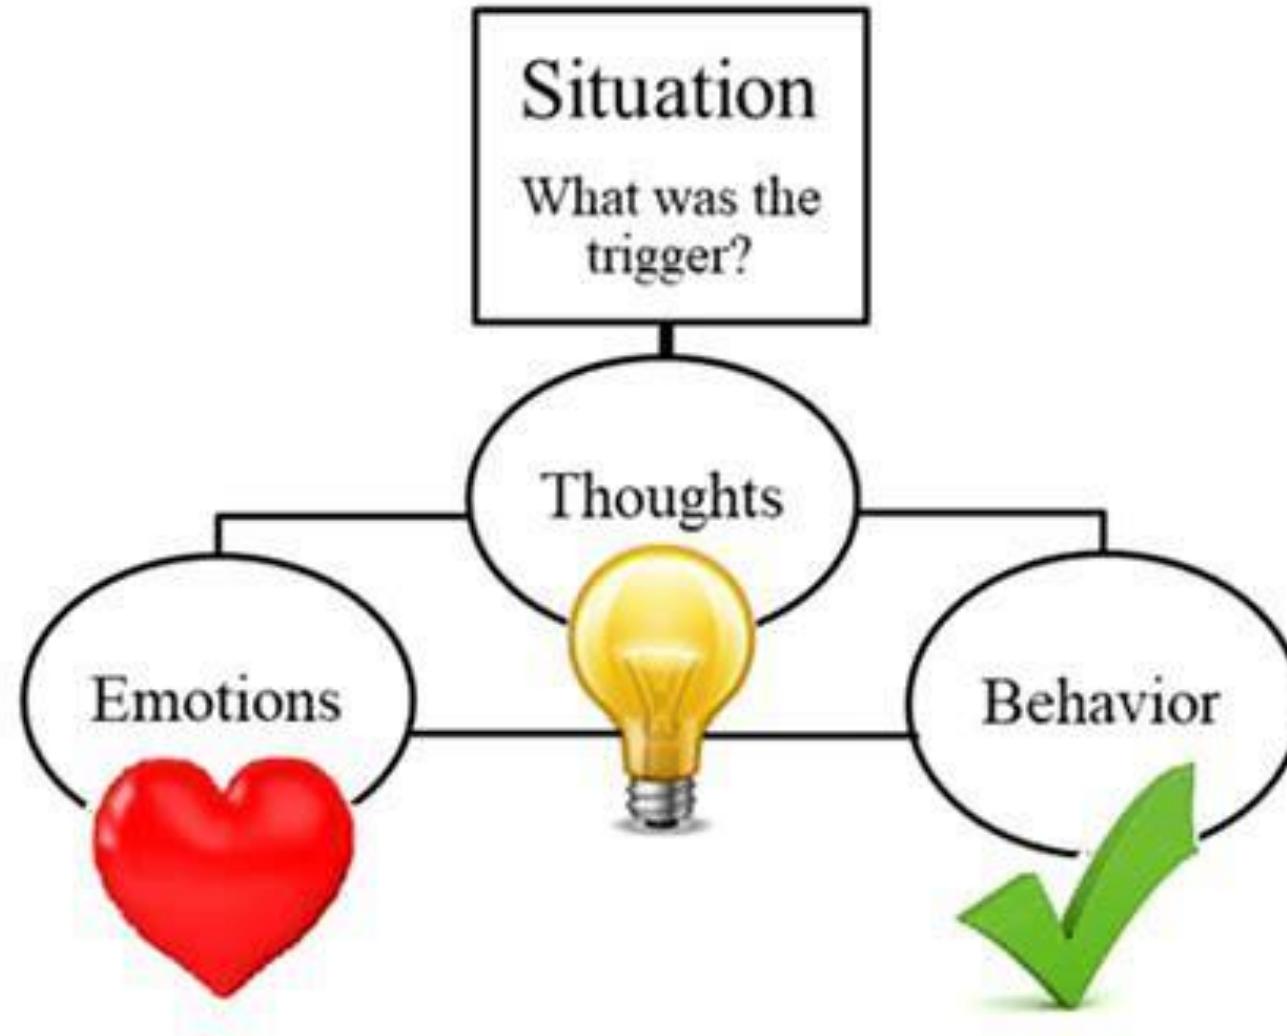 Situation
What was the
trigger?
Thoughts
Emotions
Behavior